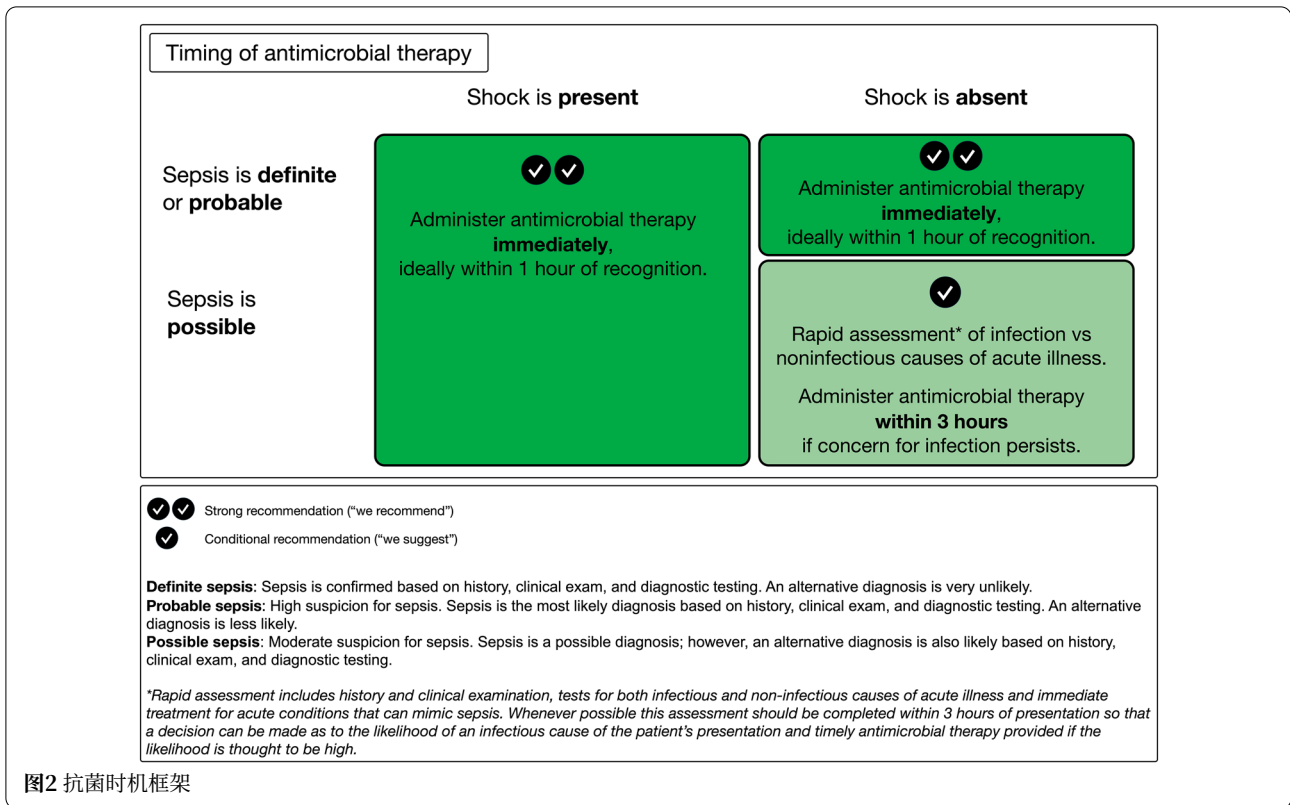 Timing of antimicrobial therapy
Shock is present
Shock is absent
Sepsis is definite
or probable
Administer antimicrobial therapy
immediately,
ideally within 1 hour of recognition.
Administer antimicrobial therapy
immediately,
ideally within 1 hour of recognition.
Sepsis is
possible
Rapid assessment* of infection vs
noninfectious causes of acute illness.
Administer antimicrobial therapy
within 3 hours
if concern for infection persists.
Strong recommendation (“we recommend”)
Conditional recommendation (“we suggest”)
Definite sepsis: Sepsis is confirmed based on history, clinical exam, and diagnostic testing. An alternative diagnosis is very unlikely.
Probable sepsis: High suspicion for sepsis. Sepsis is the most likely diagnosis based on history, clinical exam, and diagnostic testing. An alternative
diagnosis is less likely.
Possible sepsis: Moderate suspicion for sepsis. Sepsis is a possible diagnosis; however, an alternative diagnosis is also likely based on history,
clinical exam, and diagnostic testing.
*Rapid assessment includes history and clinical examination, tests for both infectious and non-infectious causes of acute illness and immediate
treatment for acute conditions that can mimic sepsis. Whenever possible this assessment should be completed within 3 hours of presentation so that
a decision can be made as to the likelihood of an infectious cause of the patient’s presentation and timely antimicrobial therapy provided if the
likelihood is thought to be high.
图2 抗菌时机框架